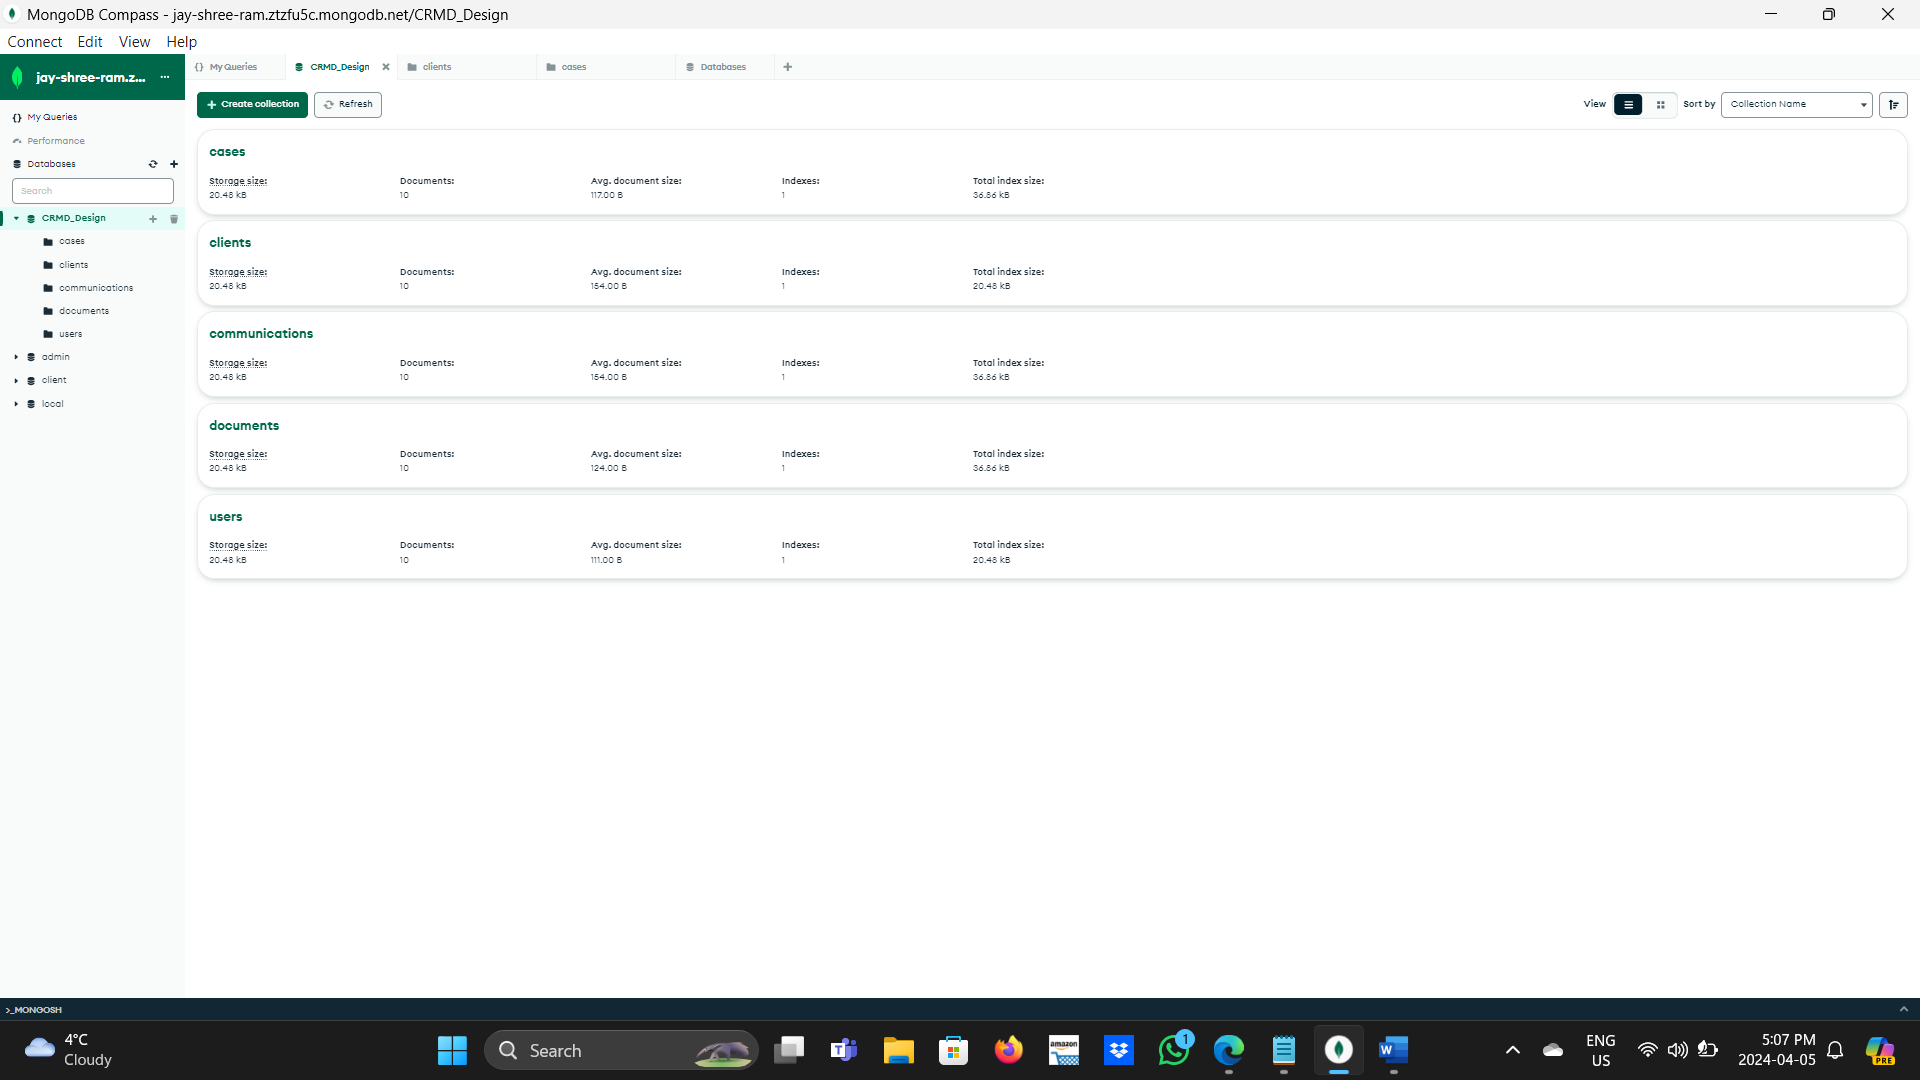 MongoDB Compass - jay-shree-ram.ztzfu5c.mongodb.net/CRMD_Design
Connect Edit View Help
jay-shree-ram.z... ...
My Queries CRMD_Design clients cases Databases
Create collection Refresh View Sort by Collection Name
My Queries
Performance
Databases
Search
CRMD_Design
cases
clients
communications
documents
users
admin
client
local
cases
Storage size: Documents: Avg. document size: Indexes: Total index size:
20.48 kB 10 117.00 B 1 36.86 kB
clients
Storage size: Documents: Avg. document size: Indexes: Total index size:
20.48 kB 10 154.00 B 1 20.48 kB
communications
Storage size: Documents: Avg. document size: Indexes: Total index size:
20.48 kB 10 154.00 B 1 36.86 kB
documents
Storage size: Documents: Avg. document size: Indexes: Total index size:
20.48 kB 10 124.00 B 1 36.86 kB
users
Storage size: Documents: Avg. document size: Indexes: Total index size:
20.48 kB 10 111.00 B 1 20.48 kB
>_MONGOSH
4°C
Cloudy
Search
amazon
1
ENG
US
5:07 PM
2024-04-05
PRE